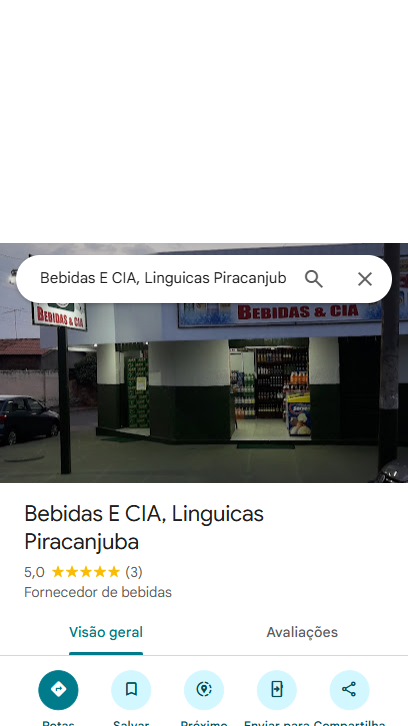 Bebidas E CIA, Linguicas Piracanjub
BEBIDAS & CIA
BEBIDAS & CIA
Bebidas E CIA, Linguicas
Piracanjuba
5,0 (3)
Fornecedor de bebidas
Visão geral
Avaliações
Rotas
Salvar
Próximo
Enviar para
Compartilha